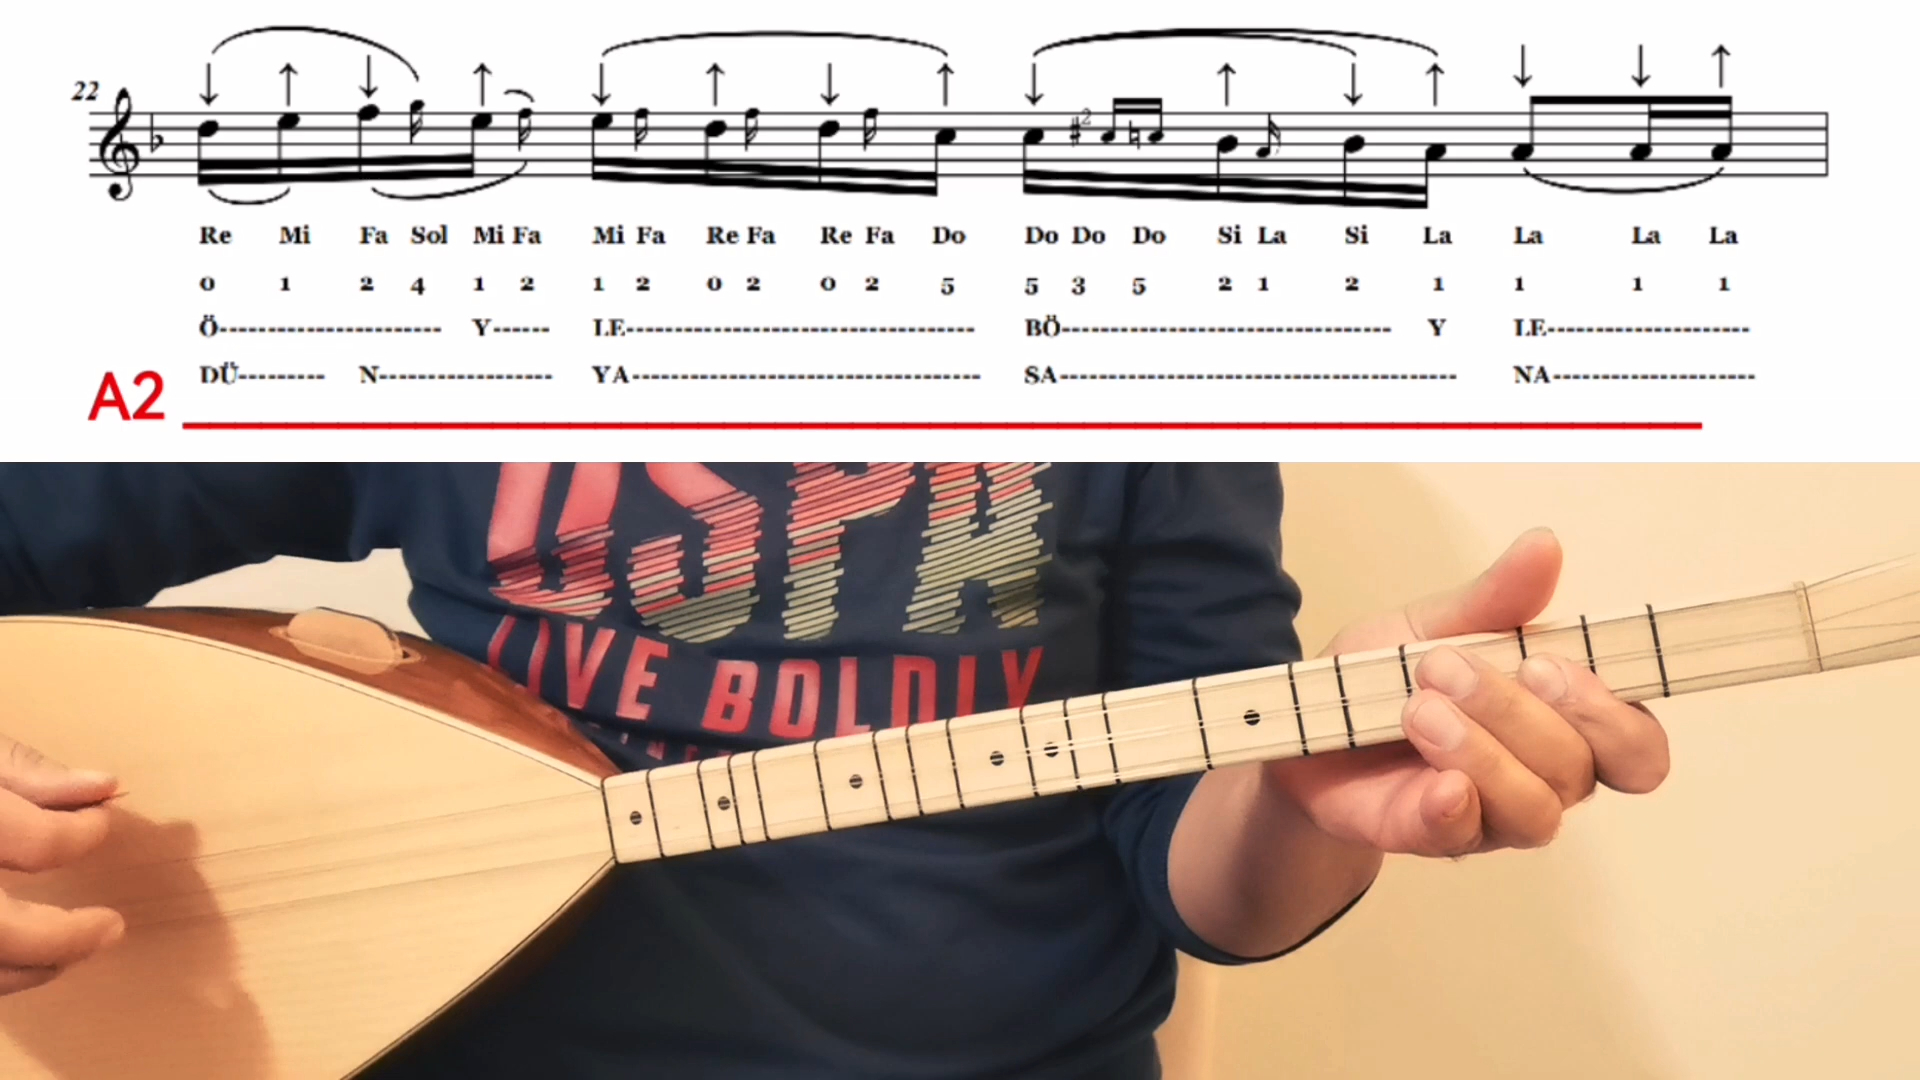 22
2
Re Mi Fa Sol Mi Fa Mi Fa Re Fa Re Fa Do Do Do Do Si La Si La La La La
0 1 2 4 1 2 1 2 0 2 0 2 5 5 3 5 2 1 2 1 1 1 1
Ö----------------------- Y------ LE----------------------------------- BÖ---------------------------------- Y LE---------------------
DÜ--------- N------------------ YA----------------------------------- SA---------------------------------------- NA---------------------
A2
USPA
LIVE BOLDLY